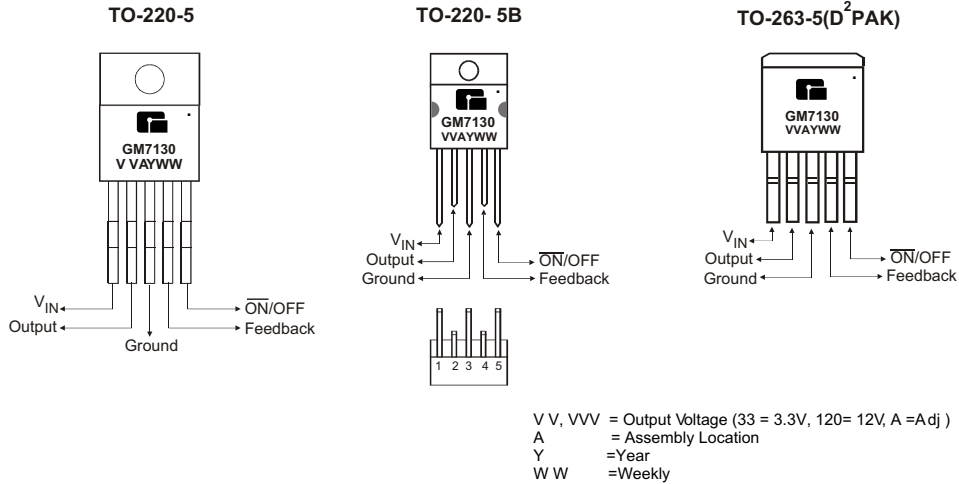 TO-220-5
TO-220- 5B
TO-263-5(D²PAK)
GM7130
V VAYWW
GM7130
VVAYWW
GM7130
VVAYWW
VIN
Output
Ground
ON/OFF
Feedback
VIN
Output
Ground
ON/OFF
Feedback
VIN
Output
Ground
ON/OFF
Feedback
1 2 3 4 5
V V, VVV = Output Voltage (33 = 3.3V, 120= 12V, A =Adj )
A = Assembly Location
Y =Year
W W =Weekly